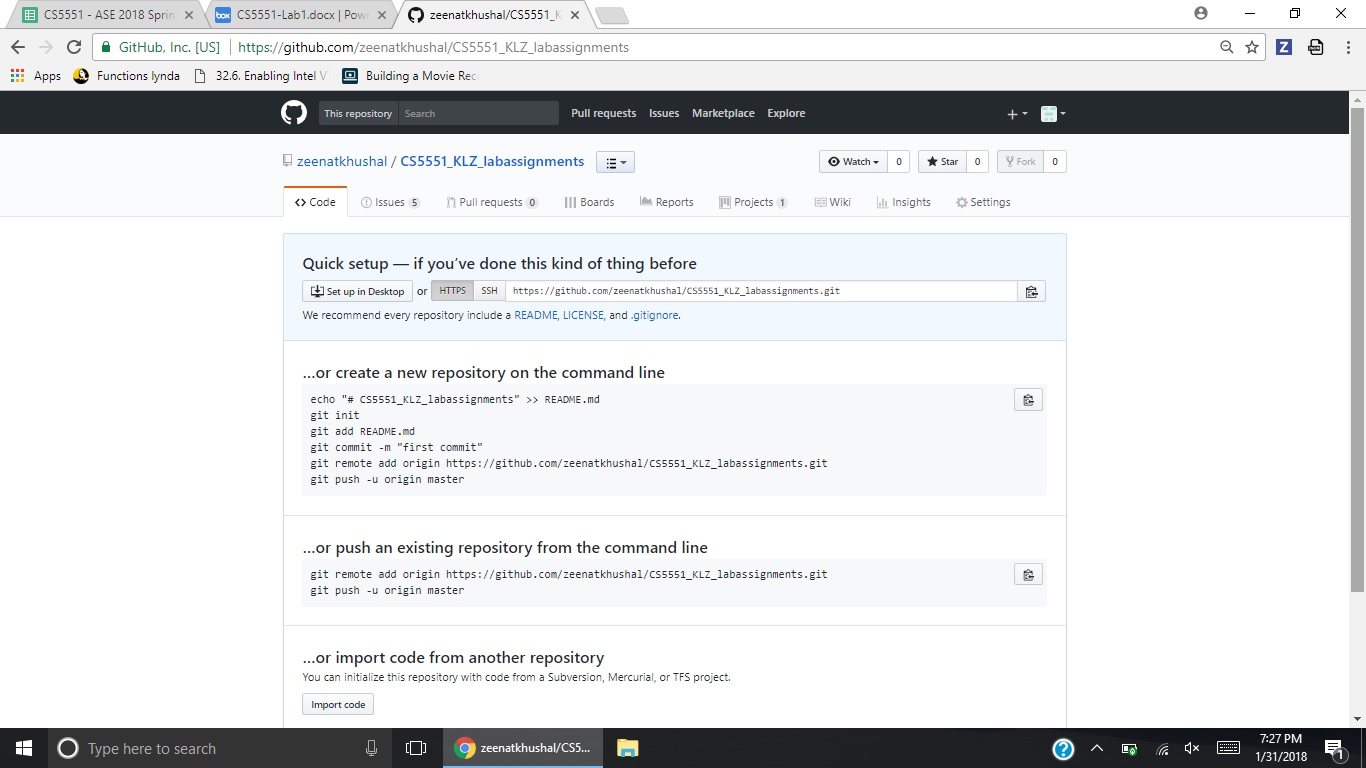 CS5551 - ASE 2018 Sprin
CS5551-Lab1.docx | Pow
zeenatkhushal/CS5551_K
GitHub, Inc. [US] https://github.com/zeenatkhushal/CS5551_KLZ_labassignments
Apps Functions lynda 32.6. Enabling Intel V Building a Movie Rec
This repository Search Pull requests Issues Marketplace Explore
zeenatkhushal / CS5551_KLZ_labassignments Watch 0 Star 0 Fork 0
Code Issues 5 Pull requests 0 Boards Reports Projects 1 Wiki Insights Settings
Quick setup — if you’ve done this kind of thing before
Set up in Desktop or HTTPS SSH https://github.com/zeenatkhushal/CS5551_KLZ_labassignments.git
We recommend every repository include a README, LICENSE, and .gitignore.
…or create a new repository on the command line
echo "# CS5551_KLZ_labassignments" >> README.md
git init
git add README.md
git commit -m "first commit"
git remote add origin https://github.com/zeenatkhushal/CS5551_KLZ_labassignments.git
git push -u origin master
…or push an existing repository from the command line
git remote add origin https://github.com/zeenatkhushal/CS5551_KLZ_labassignments.git
git push -u origin master
…or import code from another repository
You can initialize this repository with code from a Subversion, Mercurial, or TFS project.
Import code
Type here to search
zeenatkhushal/CS5...
7:27 PM
1/31/2018
1